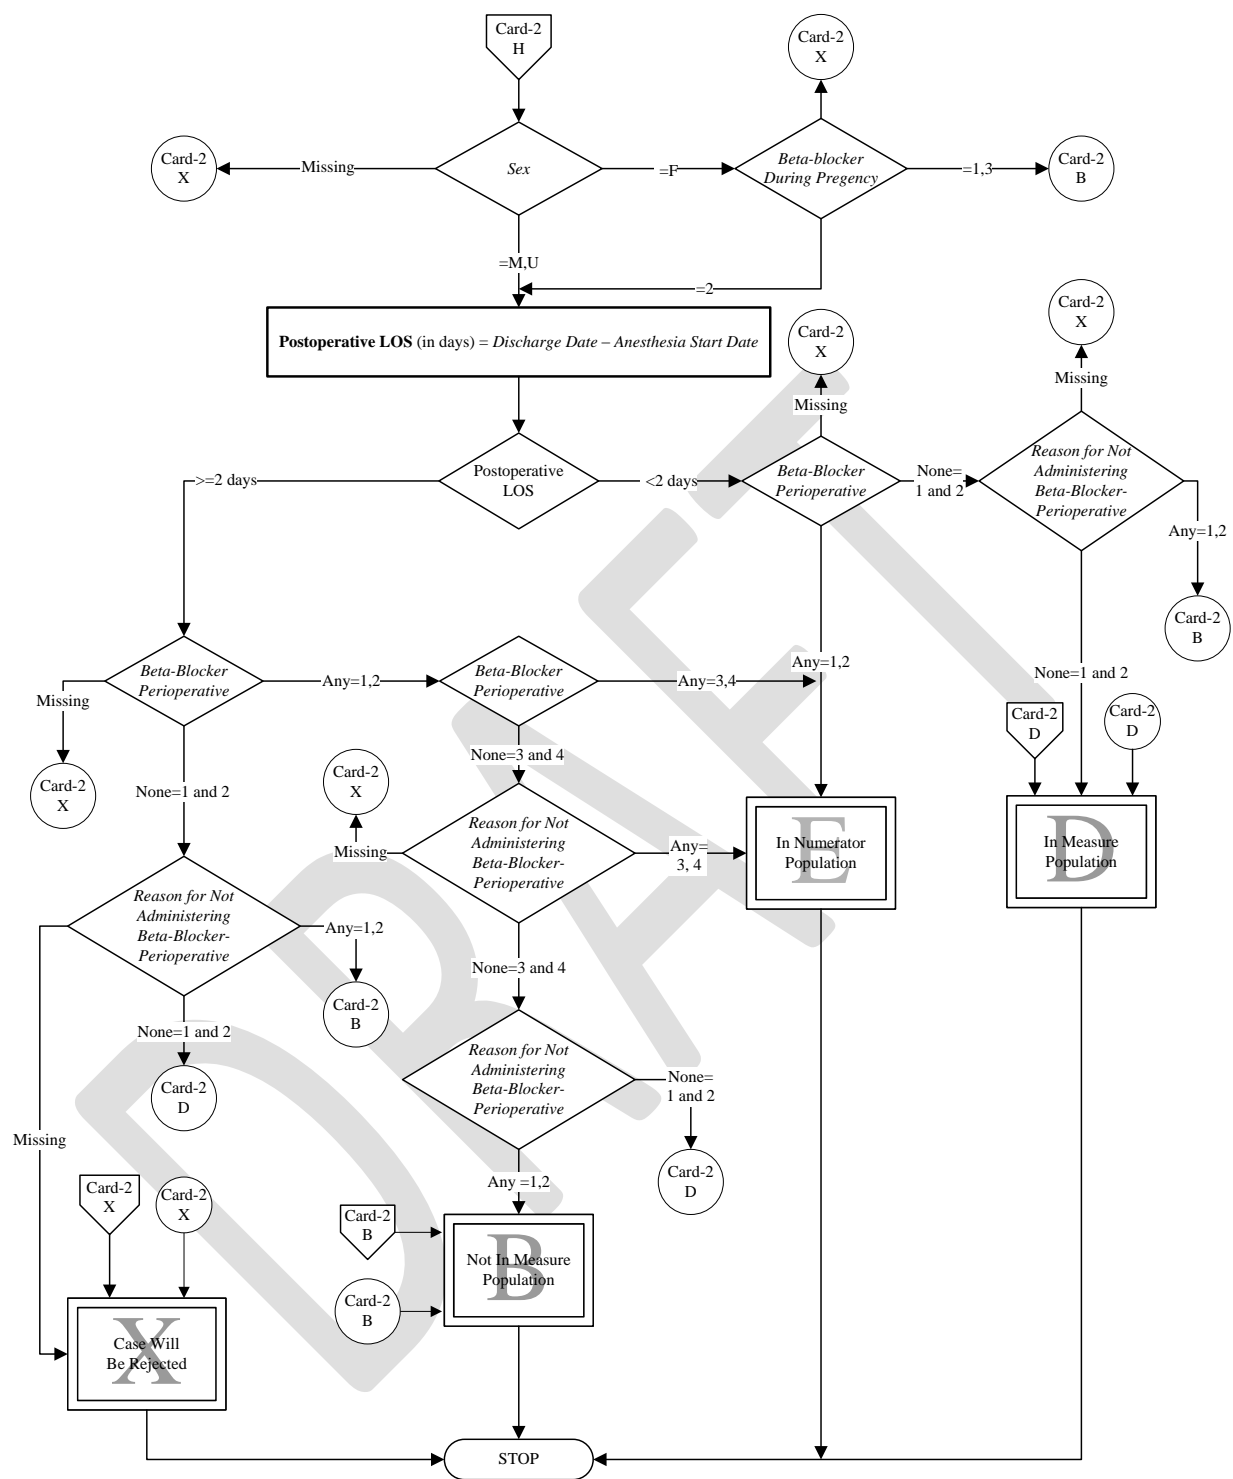 Card-2
H
Card-2
X
Card-2
X
Missing
Sex
=F
Beta-blocker
During Pregency
=1,3
Card-2
B
=M,U
=2
Postoperative LOS (in days) = Discharge Date – Anesthesia Start Date
Card-2
X
Missing
Card-2
X
Missing
>=2 days
Postoperative
LOS
<2 days
Beta-Blocker
Perioperative
None=
1 and 2
Reason for Not
Administering
Beta-Blocker-
Perioperative
Any=1,2
Card-2
B
Any=1,2
None=1 and 2
Beta-Blocker
Perioperative
Any=1,2
Beta-Blocker
Perioperative
Any=3,4
Missing
Card-2
X
None=1 and 2
None=3 and 4
Card-2
X
Missing
Reason for Not
Administering
Beta-Blocker-
Perioperative
Any=
3, 4
E
In Numerator
Population
Card-2
D
Card-2
D
D
In Measure
Population
Reason for Not
Administering
Beta-Blocker-
Perioperative
Any=1,2
Card-2
B
None=1 and 2
Card-2
D
Missing
None=3 and 4
Reason for Not
Administering
Beta-Blocker-
Perioperative
None=
1 and 2
Card-2
D
Any =1,2
Card-2
X
Card-2
X
X
Case Will
Be Rejected
Card-2
B
Card-2
B
B
Not In Measure
Population
STOP
DRAFT